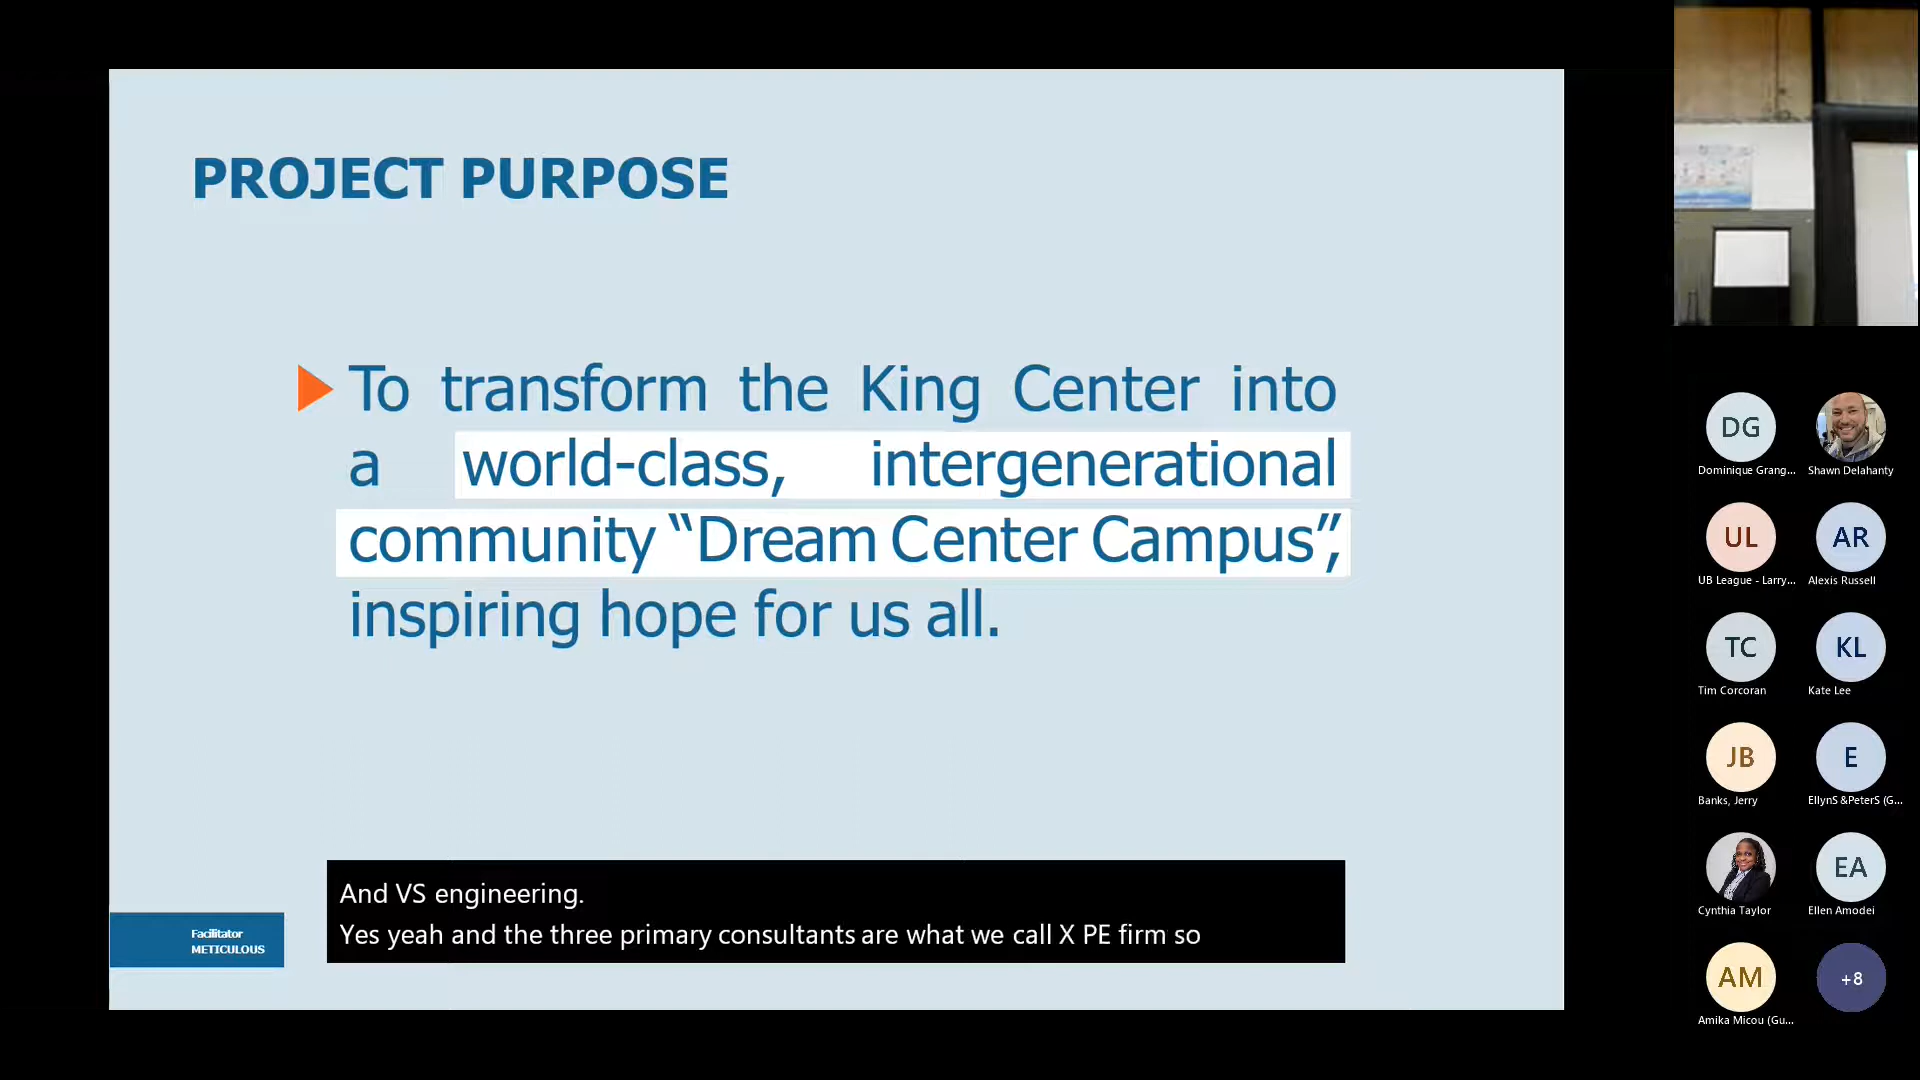 PROJECT PURPOSE
To transform the King Center into
a world-class, intergenerational
community “Dream Center Campus”,
inspiring hope for us all.
And VS engineering.
Yes yeah and the three primary consultants are what we call X PE firm so
Facilitator
METICULOUS
DG
Dominique Grang...
Shawn Delahanty
UL
UB League - Larry...
AR
Alexis Russell
TC
Tim Corcoran
KL
Kate Lee
JB
Banks, Jerry
E
EllynS &PeterS (G...
Cynthia Taylor
EA
Ellen Amodei
AM
Amika Micou (Gu...
+8